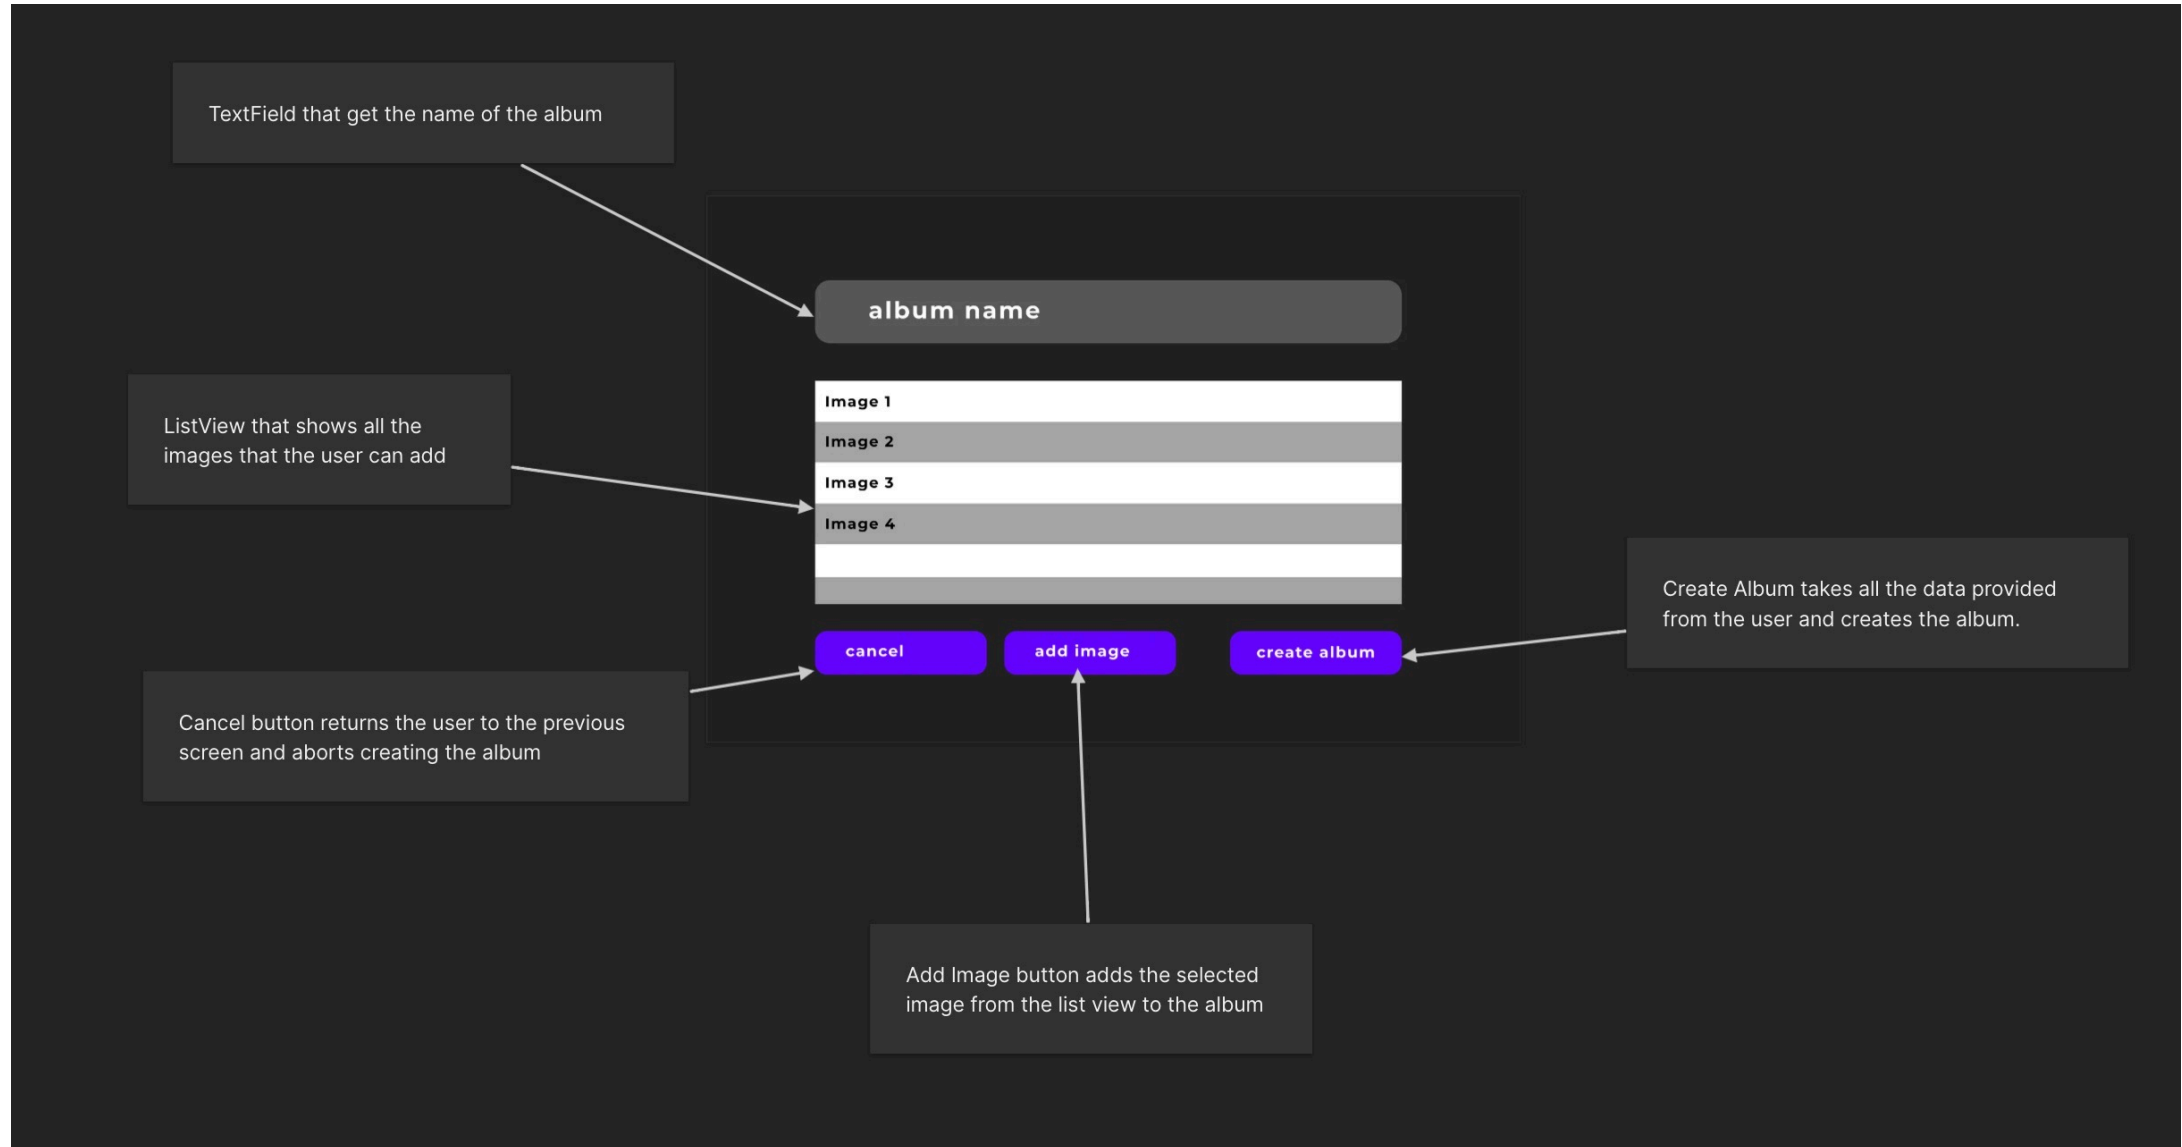 TextField that get the name of the album
album name
ListView that shows all the
images that the user can add
Image 1
Image 2
Image 3
Image 4
Create Album takes all the data provided
from the user and creates the album.
cancel
add image
create album
Cancel button returns the user to the previous
screen and aborts creating the album
Add Image button adds the selected
image from the list view to the album